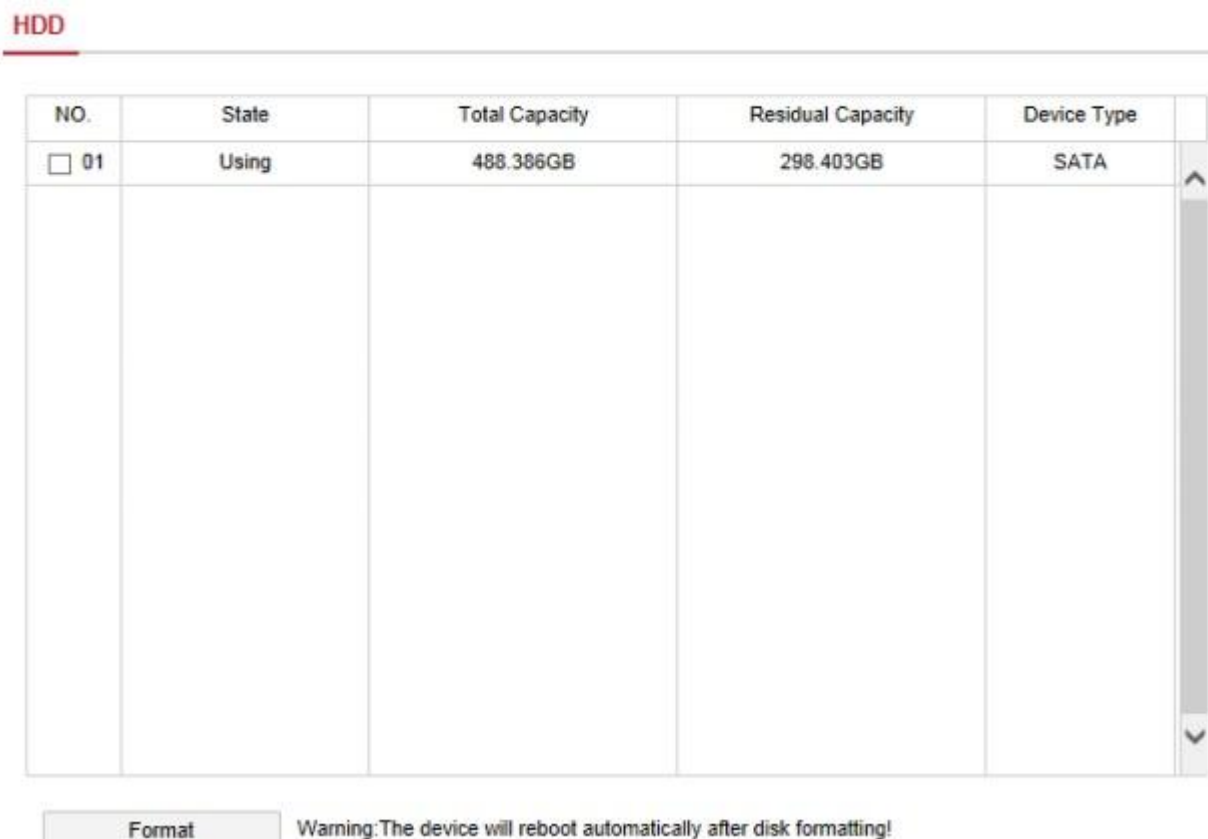 HDD
NO. State Total Capacity Residual Capacity Device Type
01 Using 488.386GB 298.403GB SATA
Format Warning:The device will reboot automatically after disk formatting!